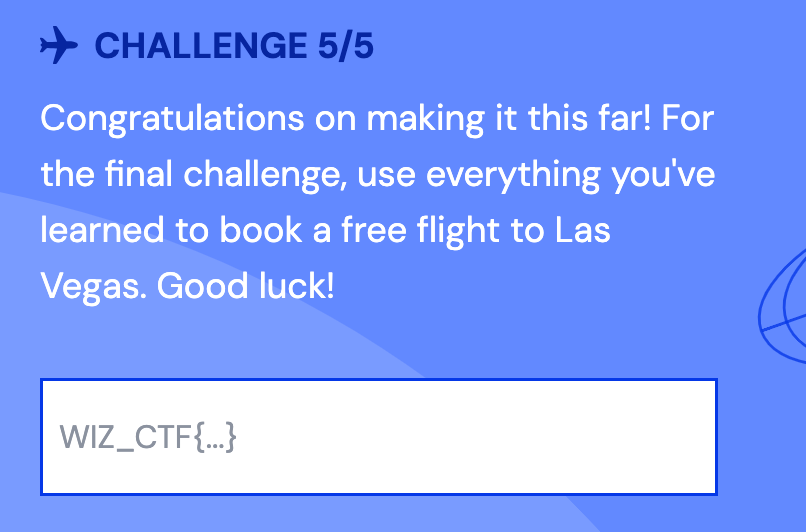 CHALLENGE 5/5
Congratulations on making it this far! For
the final challenge, use everything you've
learned to book a free flight to Las
Vegas. Good luck!
WIZ_CTF{...}